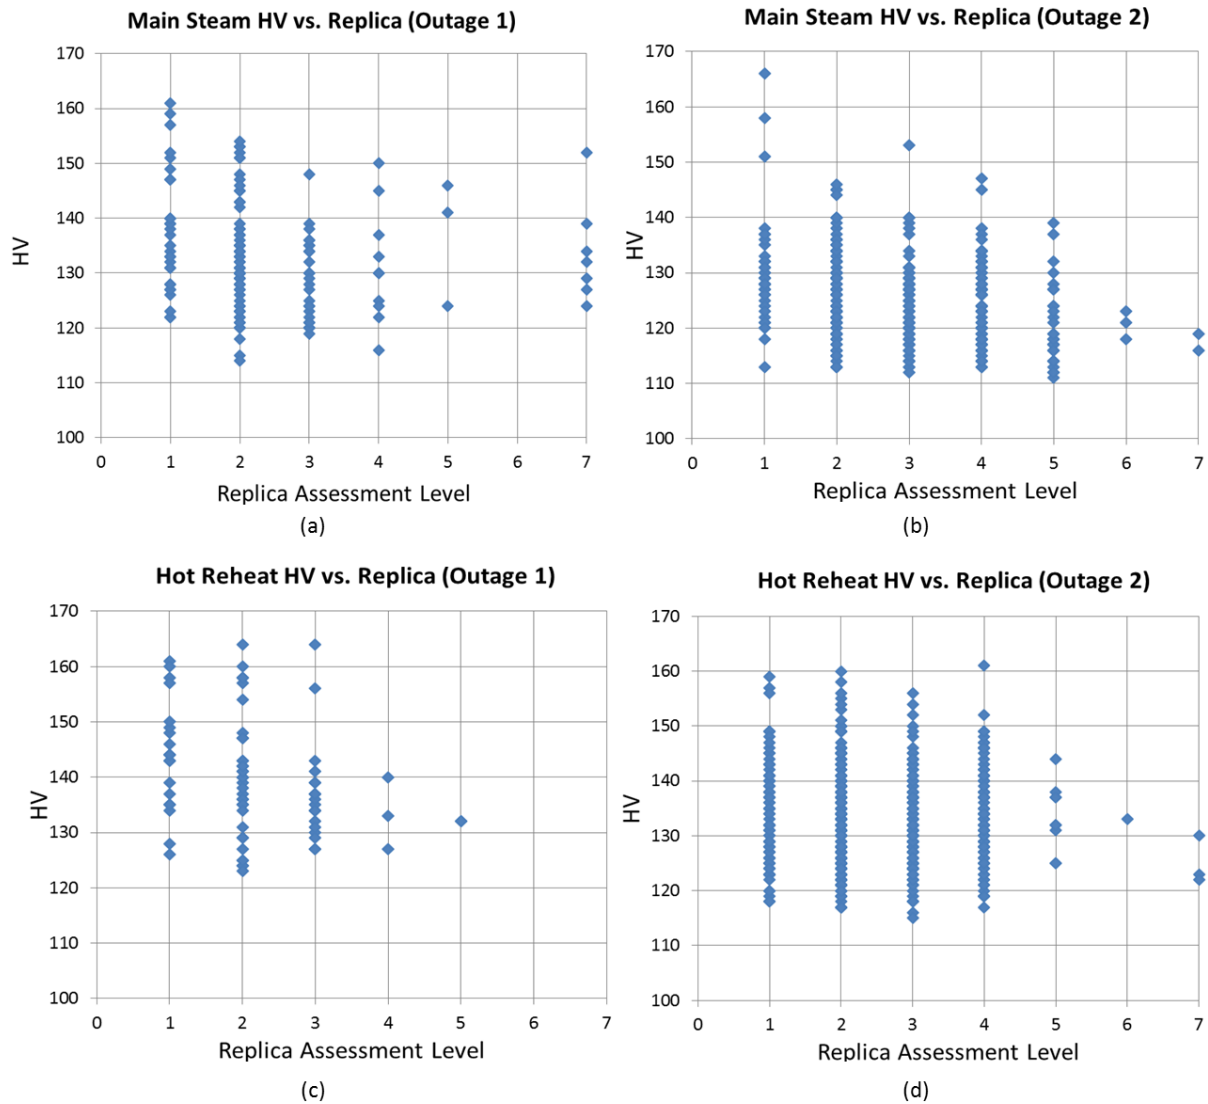 Main Steam HV vs. Replica (Outage 1)
170
160
150
140
130
120
110
100
HV
0 1 2 3 4 5 6 7
Replica Assessment Level
(a)
Main Steam HV vs. Replica (Outage 2)
170
160
150
140
130
120
110
100
HV
0 1 2 3 4 5 6 7
Replica Assessment Level
(b)
Hot Reheat HV vs. Replica (Outage 1)
170
160
150
140
130
120
110
100
HV
0 1 2 3 4 5 6 7
Replica Assessment Level
(c)
Hot Reheat HV vs. Replica (Outage 2)
170
160
150
140
130
120
110
100
HV
0 1 2 3 4 5 6 7
Replica Assessment Level
(d)